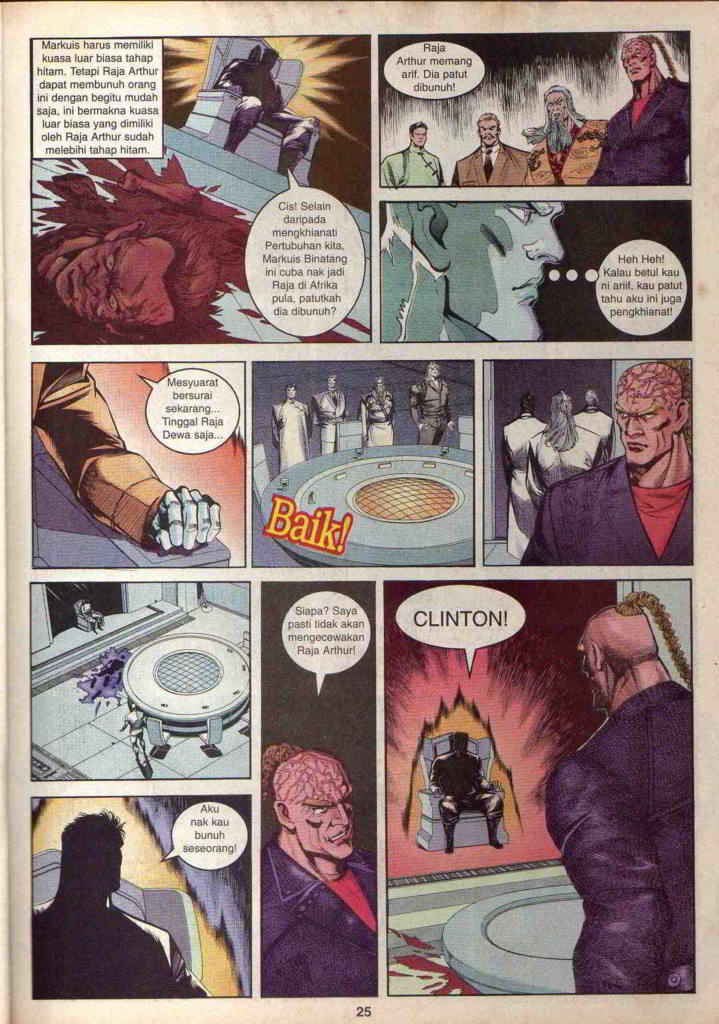 Markuis harus memiliki
kuasa luar biasa tahap
hitam. Tetapi Raja Arthur
dapat membunuh orang
ini dengan begitu mudah
saja, ini bermakna kuasa
luar biasa yang dimiliki
oleh Raja Arthur sudah
melebihi tahap hitam.
Cis! Selain
daripada
mengkhianati
Pertubuhan kita,
Markuis Binatang
ini cuba nak jadi
Raja di Afrika
pula, patutkah
dia dibunuh?
Raja
Arthur memang
arif. Dia patut
dibunuh!
Heh Heh!
Kalau betul kau
ni ariif, kau patut
tahu aku ini juga
pengkhianat!
Mesyuarat
bersurai
sekarang...
Tinggal Raja
Dewa saja...
Baik!
Siapa? Saya
pasti tidak akan
mengecewakan
Raja Arthur!
CLINTON!
Aku
nak kau
bunuh
seseorang!
25